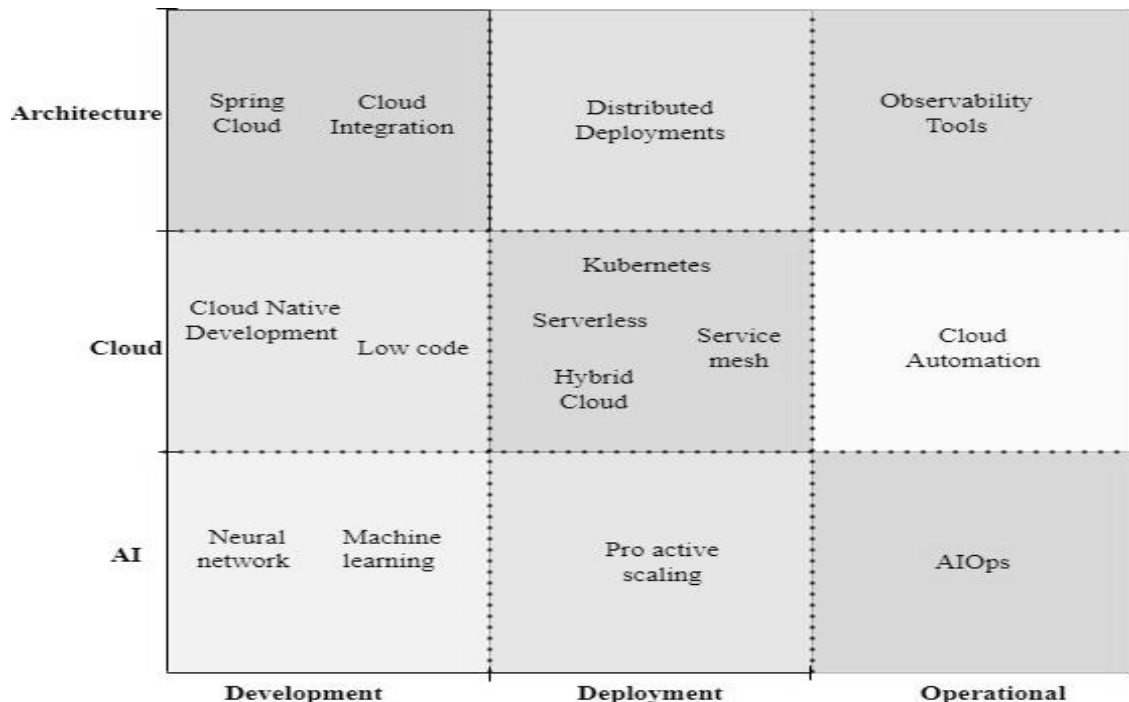 Architecture
Spring
Cloud
Cloud
Integration
Distributed
Deployments
Observability
Tools
Cloud
Cloud Native
Development
Low code
Kubernetes
Serverless
Service
mesh
Hybrid
Cloud
Cloud
Automation
AI
Neural
network
Machine
learning
Pro active
scaling
AIOps
Development
Deployment
Operational